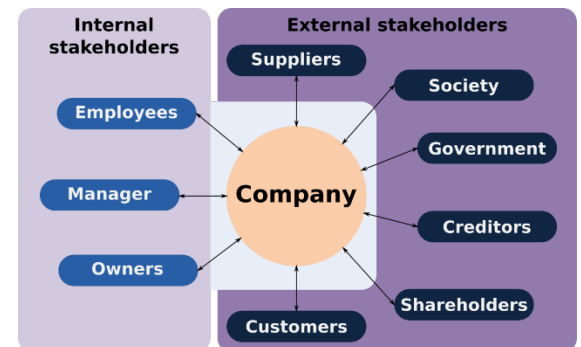 Internal
stakeholders
External stakeholders
Suppliers
Society
Employees
Government
Manager
Company
Creditors
Owners
Shareholders
Customers